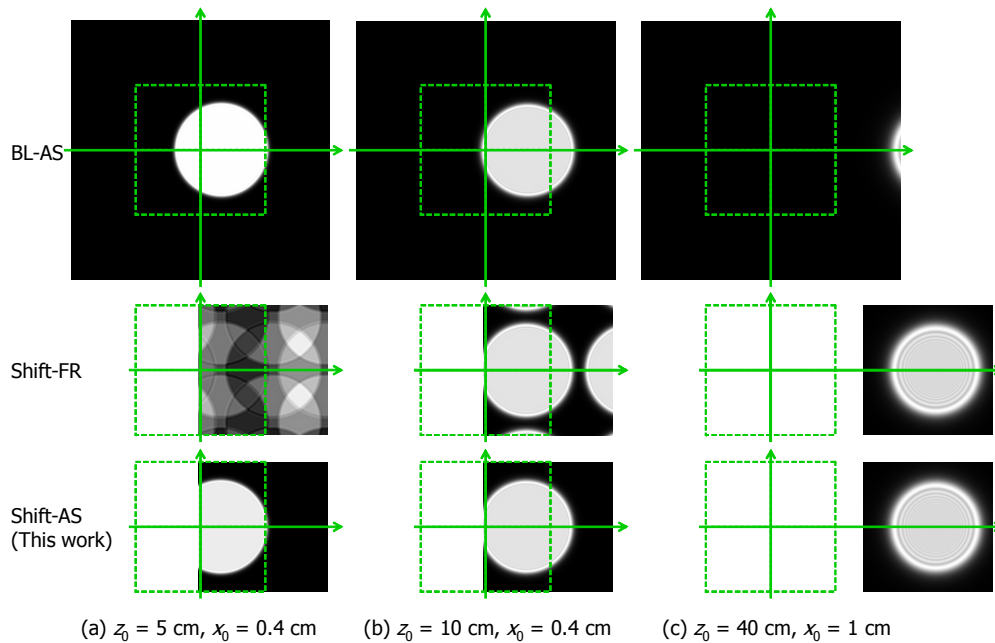 BL-AS
Shift-FR
Shift-AS
(This work)
(a) z₀ = 5 cm, x₀ = 0.4 cm
(b) z₀ = 10 cm, x₀ = 0.4 cm
(c) z₀ = 40 cm, x₀ = 1 cm